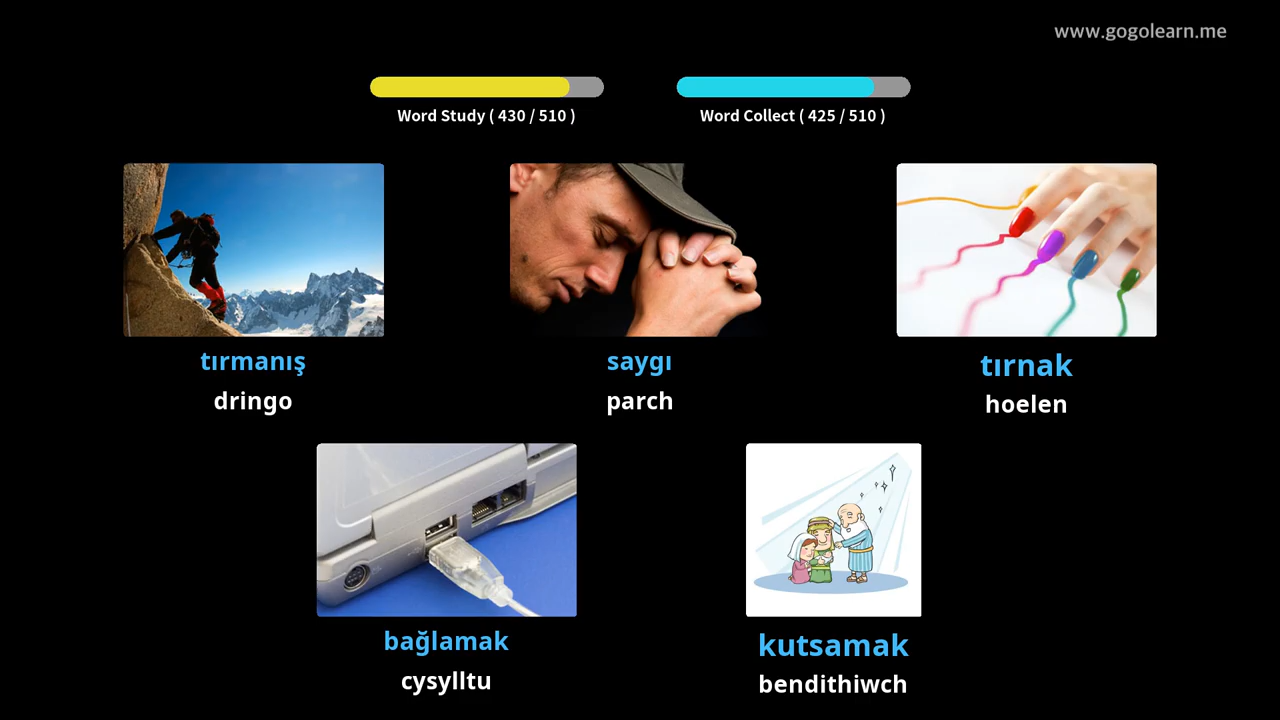 www.gogolearn.me
Word Study ( 430 / 510 )
Word Collect ( 425 / 510 )
tırmanış
dringo
saygı
parch
tırnak
hoelen
bağlamak
cysylltu
kutsamak
bendithiwch